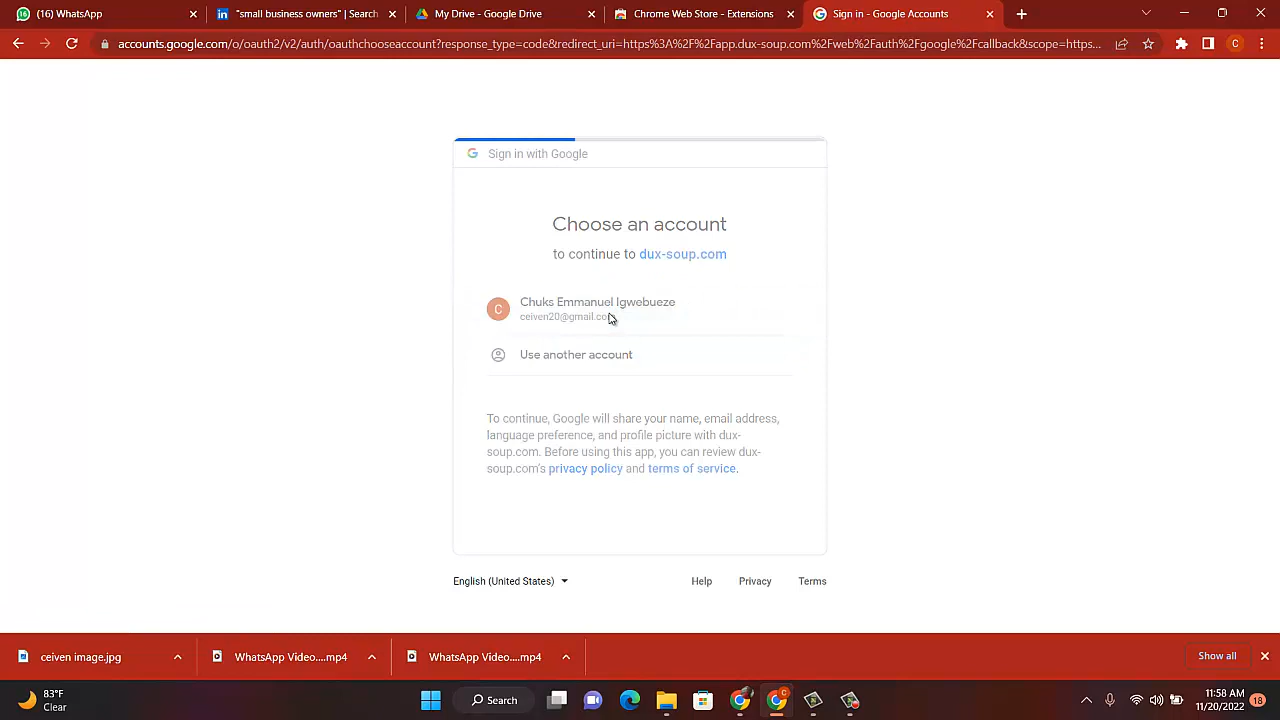 (16) WhatsApp
"small business owners" | Search
My Drive - Google Drive
Chrome Web Store - Extensions
Sign in - Google Accounts
accounts.google.com/o/oauth2/v2/auth/oauthchooseaccount?response_type=code&redirect_uri=https%3A%2F%2Fapp.dux-soup.com%2Fweb%2Fauth%2Fgoogle%2Fcallback&scope=https...
C
Sign in with Google
Choose an account
to continue to dux-soup.com
C
Chuks Emmanuel Igwebueze
ceiven20@gmail.co
Use another account
To continue, Google will share your name, email address,
language preference, and profile picture with dux-
soup.com. Before using this app, you can review dux-
soup.com's privacy policy and terms of service.
English (United States)
Help
Privacy
Terms
ceiven image.jpg
WhatsApp Video....mp4
WhatsApp Video....mp4
Show all
83°F
Clear
Search
11:58 AM
11/20/2022
18